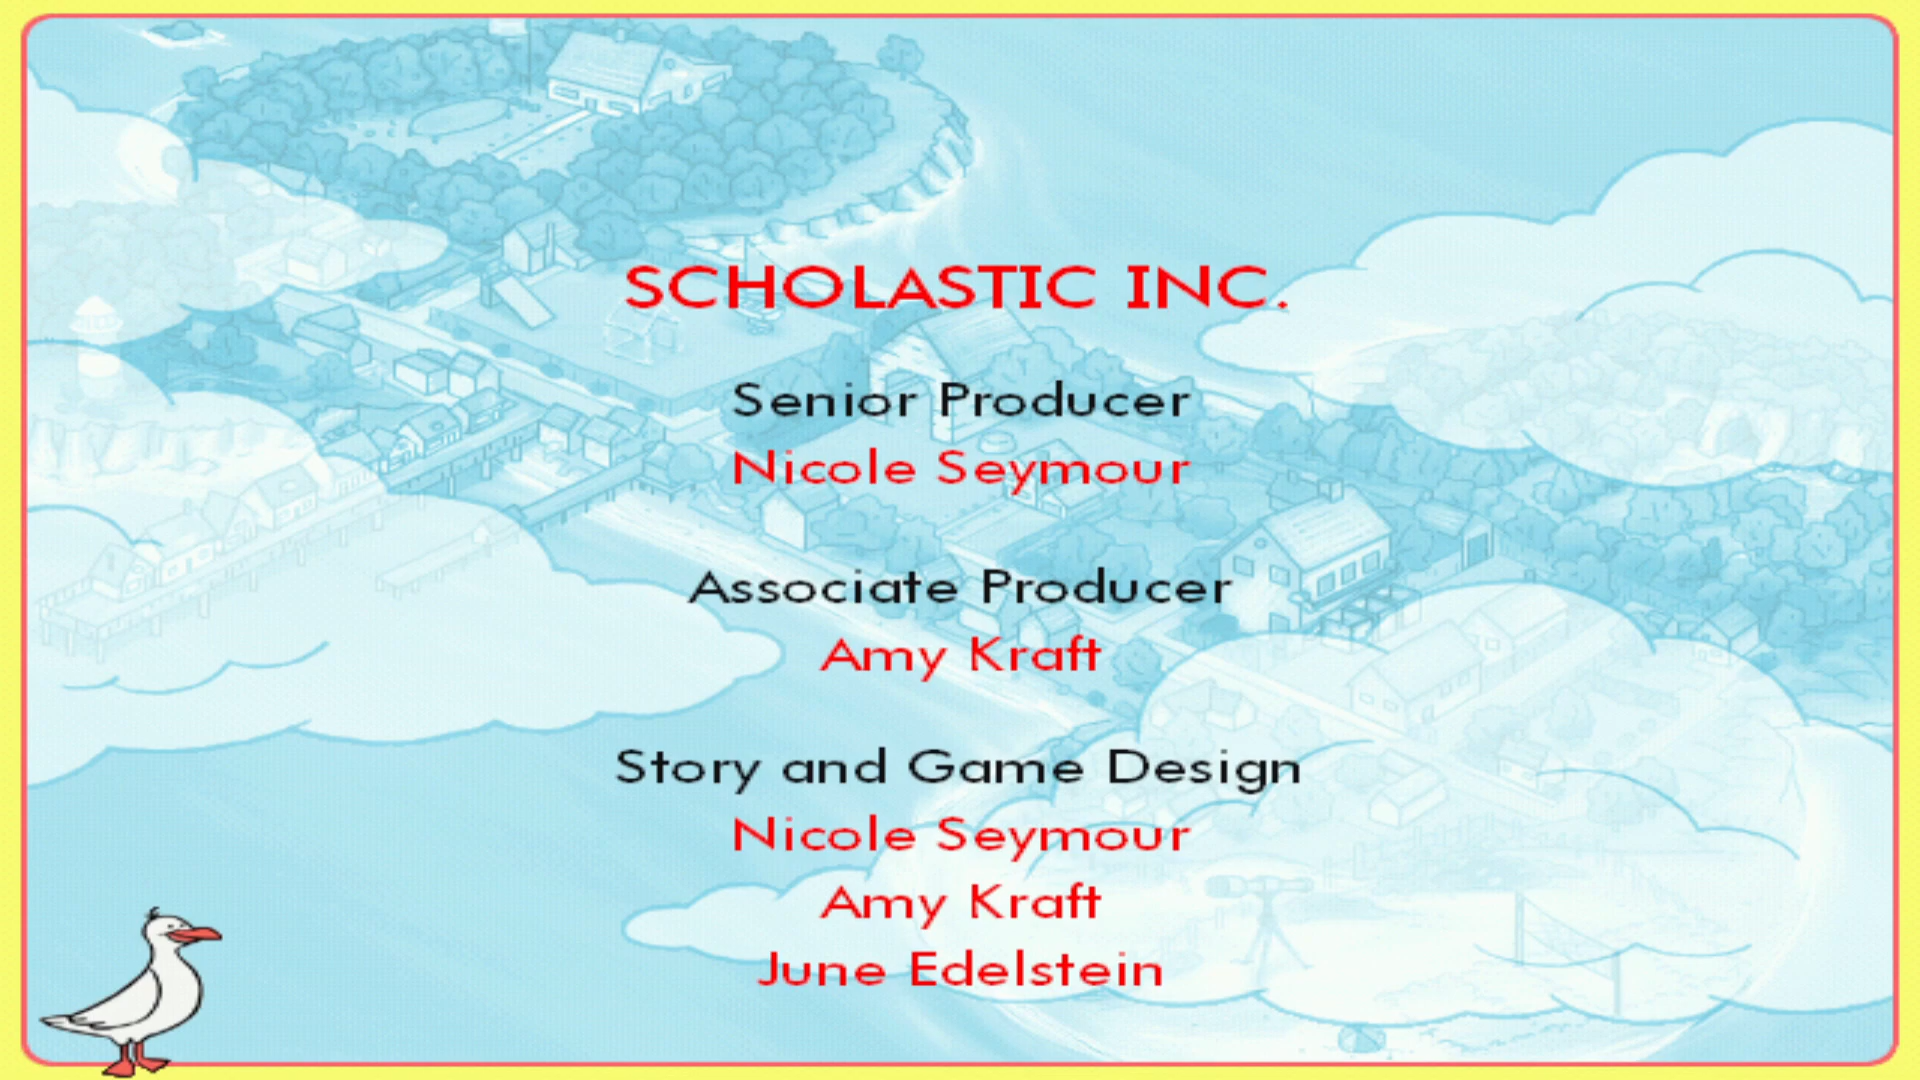 SCHOLASTIC INC.
Senior Producer
Nicole Seymour
Associate Producer
Amy Kraft
Story and Game Design
Nicole Seymour
Amy Kraft
June Edelstein